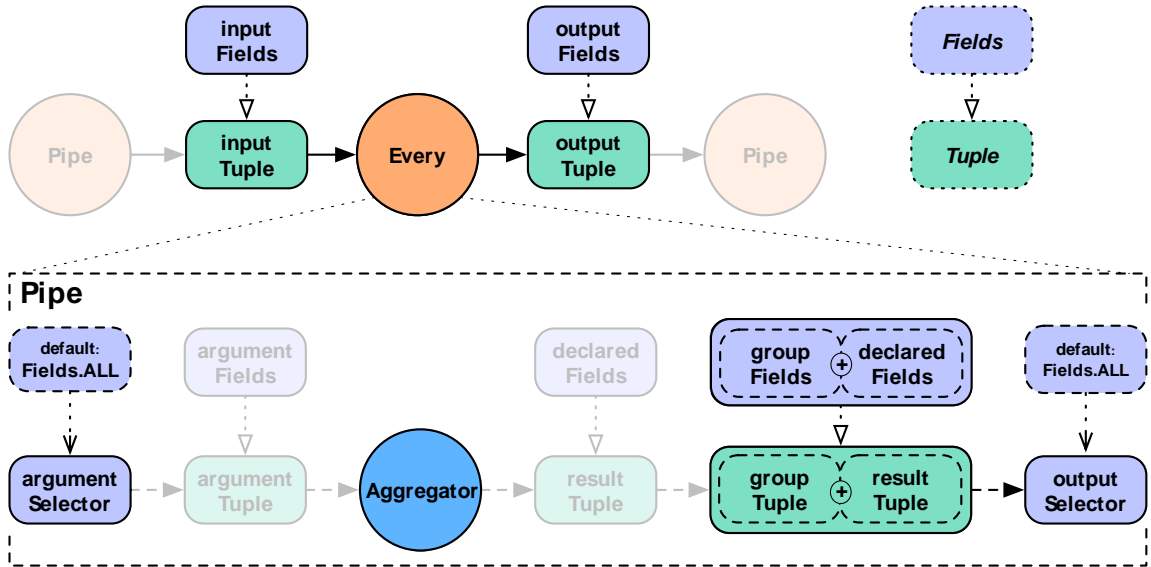 input
Fields
output
Fields
Fields
Pipe
input
Tuple
Every
output
Tuple
Pipe
Tuple
Pipe
default:
Fields.ALL
argument
Fields
declared
Fields
group
Fields
+
declared
Fields
default:
Fields.ALL
argument
Selector
argument
Tuple
Aggregator
result
Tuple
group
Tuple
+
result
Tuple
output
Selector